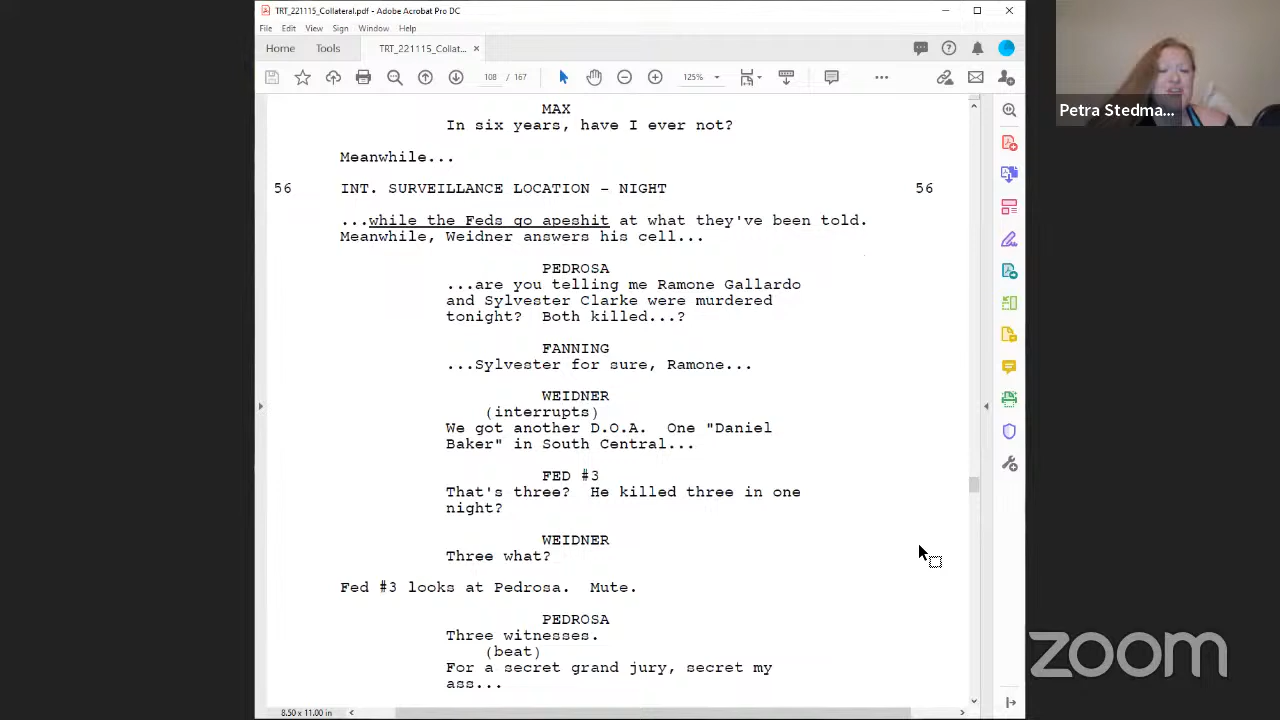 TRT_221115_Collateral.pdf - Adobe Acrobat Pro DC
File Edit View Sign Window Help
Home Tools TRT_221115_Collat... ×
108 / 167 125%
MAX
In six years, have I ever not?
Meanwhile...
56 INT. SURVEILLANCE LOCATION - NIGHT 56
...while the Feds go apeshit at what they've been told.
Meanwhile, Weidner answers his cell...
PEDROSA
...are you telling me Ramone Gallardo
and Sylvester Clarke were murdered
tonight? Both killed...?
FANNING
...Sylvester for sure, Ramone...
WEIDNER
(interrupts)
We got another D.O.A. One "Daniel
Baker" in South Central...
FED #3
That's three? He killed three in one
night?
WEIDNER
Three what?
Fed #3 looks at Pedrosa. Mute.
PEDROSA
Three witnesses.
(beat)
For a secret grand jury, secret my
ass...
8.50 x 11.00 in
Petra Stedma...
zoom